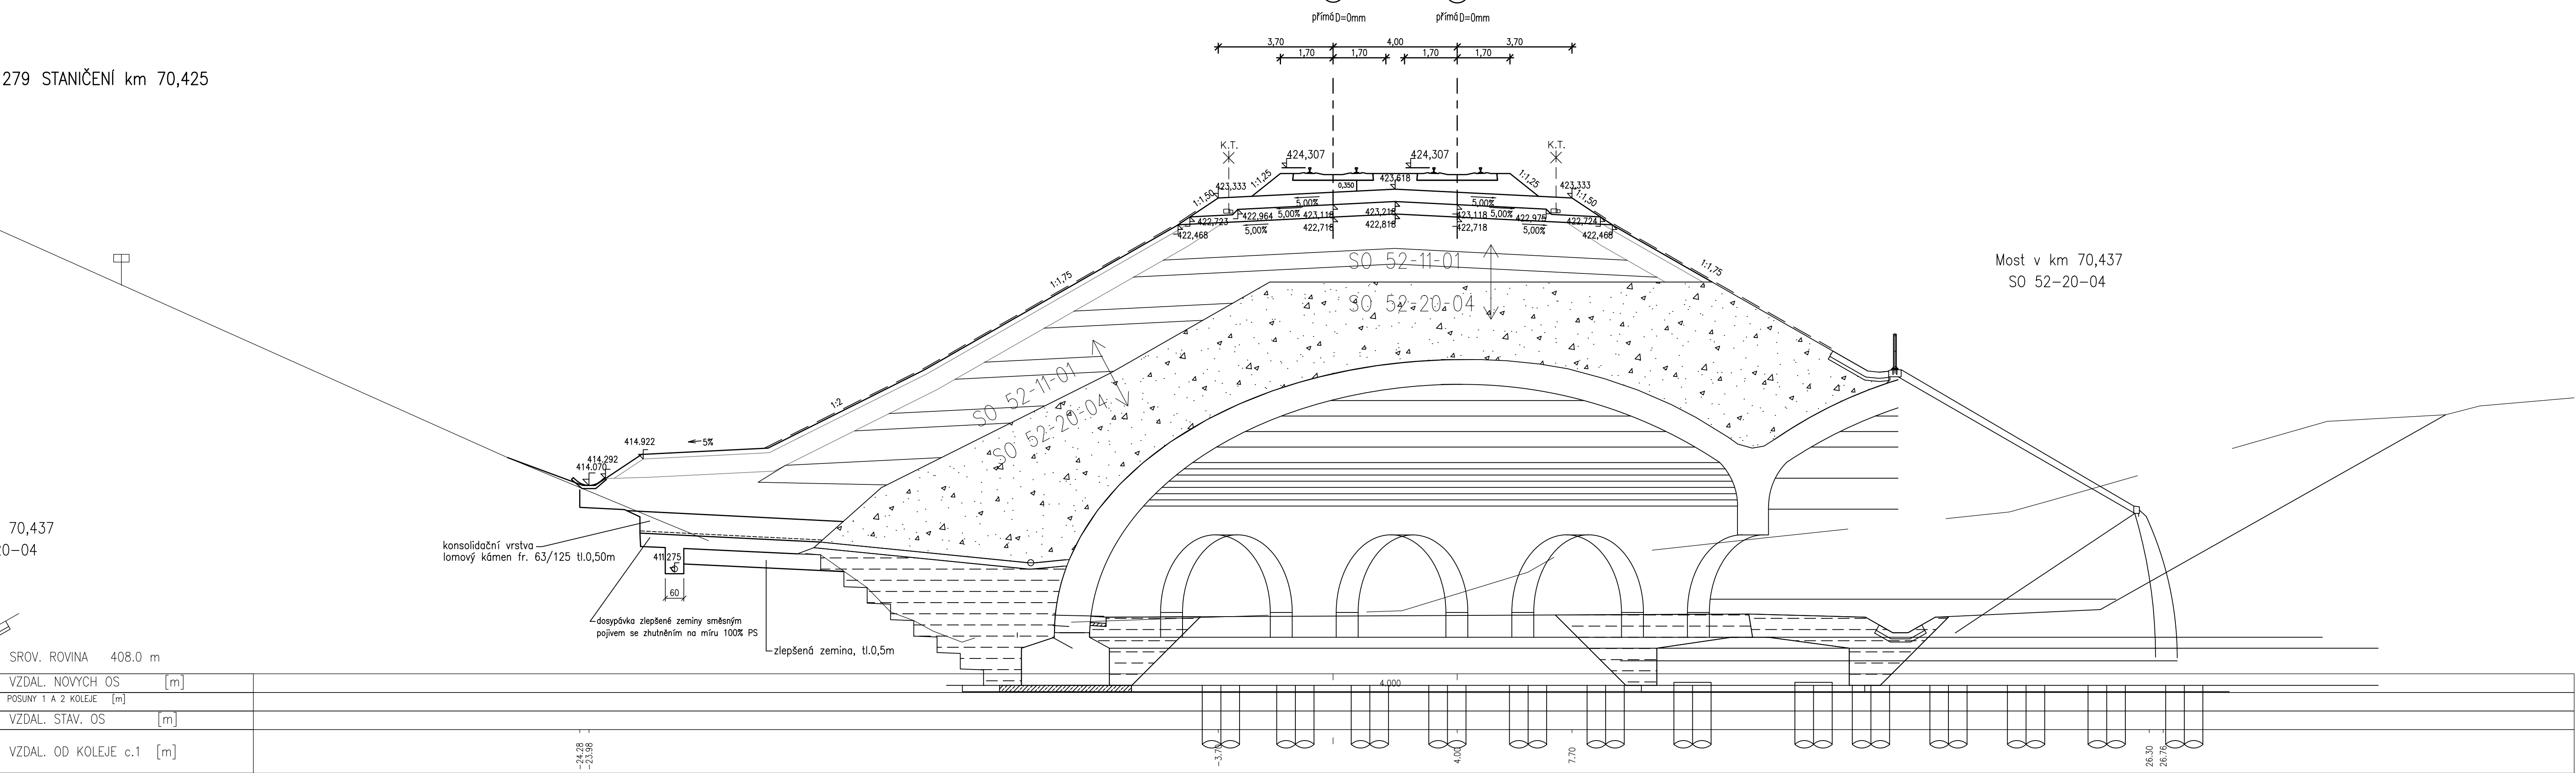 přímá D=0mm
přímá D=0mm
3,70 4,00 3,70
1,70 1,70 1,70 1,70
279 STANIČENÍ km 70,425
K.T.
K.T.
424,307
424,307
1:1,25
1:1,25
423,333
423,618
423,333
0,350
1:1,50
1:1,50
5,00%
5,00%
422,723
422,964
5,00%
423,118
423,218
423,118
5,00%
422,975
422,724
422,468
5,00%
422,718
422,818
422,718
5,00%
422,468
SO 52-11-01
SO 52-20-04
1:1,75
1:1,75
Most v km 70,437
SO 52-20-04
SO 52-11-01
SO 52-20-04
1:2
414.922
5%
414.292
414.070
70,437
20-04
konsolidační vrstva
lomový kámen fr. 63/125 tl.0,50m
411.275
60
dosypávka zlepšené zeminy směsným
pojivem se zhutněním na míru 100% PS
zlepšená zemina, tl.0,5m
SROV. ROVINA 408.0 m
VZDAL. NOVYCH OS [m]
4.000
POSUNY 1 A 2 KOLEJE [m]
VZDAL. STAV. OS [m]
VZDAL. OD KOLEJE c.1 [m]
-24.28
-23.98
-3.70
4.00
7.70
26.30
26.76